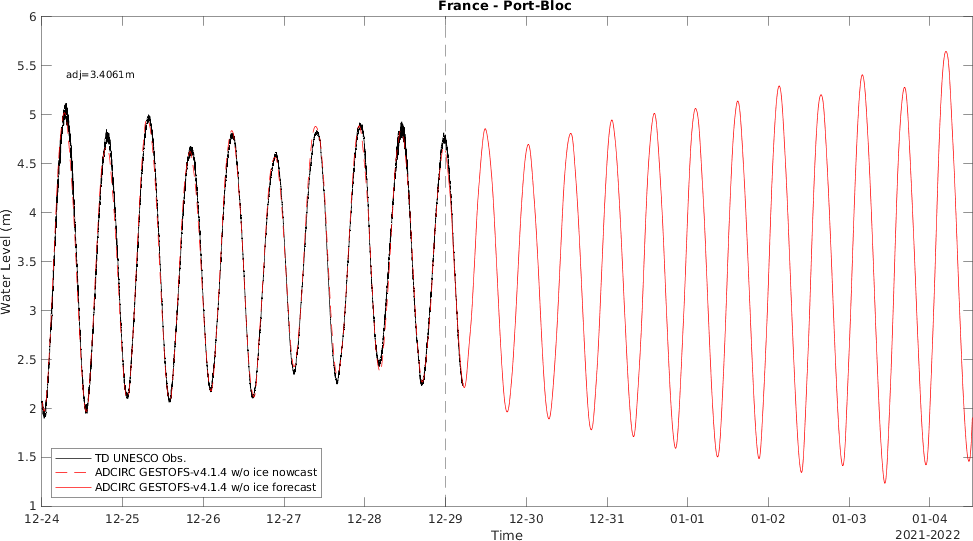 France - Port-Bloc
adj=3.4061m
Water Level (m)
6
5.5
5
4.5
4
3.5
3
2.5
2
1.5
1
TD UNESCO Obs.
ADCIRC GESTOFS-v4.1.4 w/o ice nowcast
ADCIRC GESTOFS-v4.1.4 w/o ice forecast
12-24 12-25 12-26 12-27 12-28 12-29 12-30 12-31 01-01 01-02 01-03 01-04
Time
2021-2022